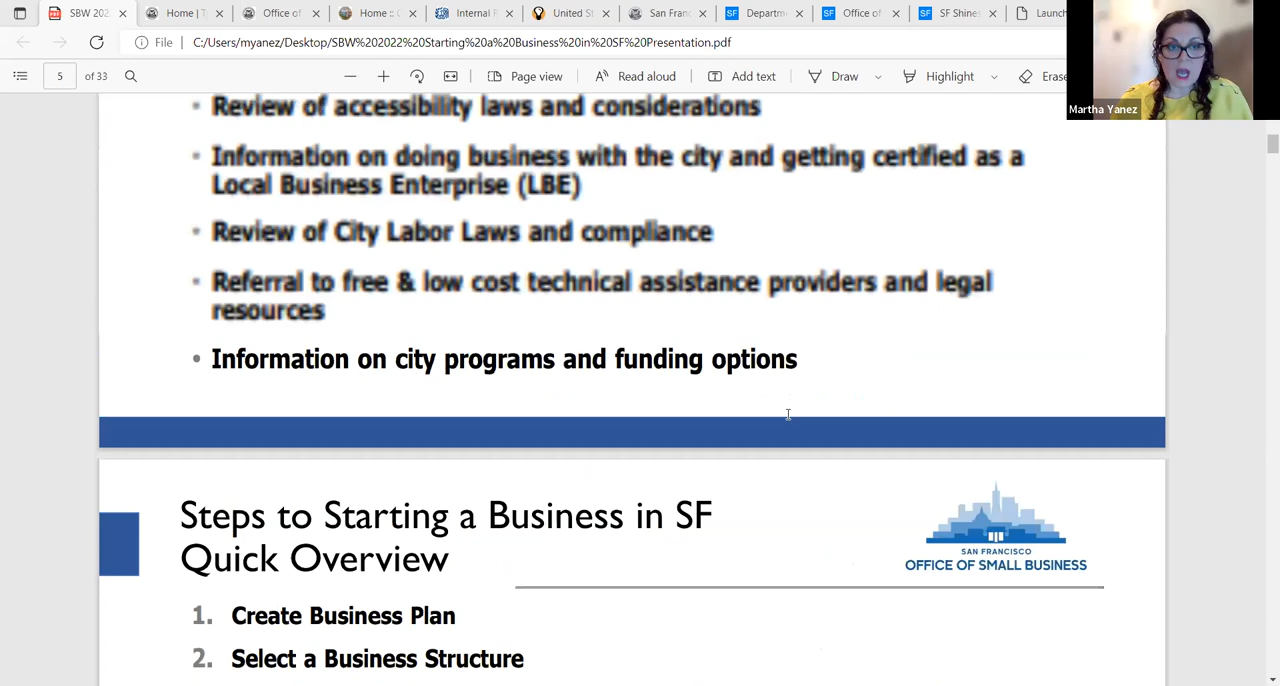 SBW 202
Home | T
Office of
Home ::
Internal
United St
San Franc
Departm
Office of
SF Shines
Launch
File
C:/Users/myanez/Desktop/SBW%202022%20Starting%20a%20Business%20in%20SF%20Presentation.pdf
5 of 33
Page view
Read aloud
Add text
Draw
Highlight
Erase
Martha Yanez
• Review of accessibility laws and considerations
• Information on doing business with the city and getting certified as a
Local Business Enterprise (LBE)
• Review of City Labor Laws and compliance
• Referral to free & low cost technical assistance providers and legal
resources
• Information on city programs and funding options
Steps to Starting a Business in SF
Quick Overview
SAN FRANCISCO
OFFICE OF SMALL BUSINESS
1. Create Business Plan
2. Select a Business Structure